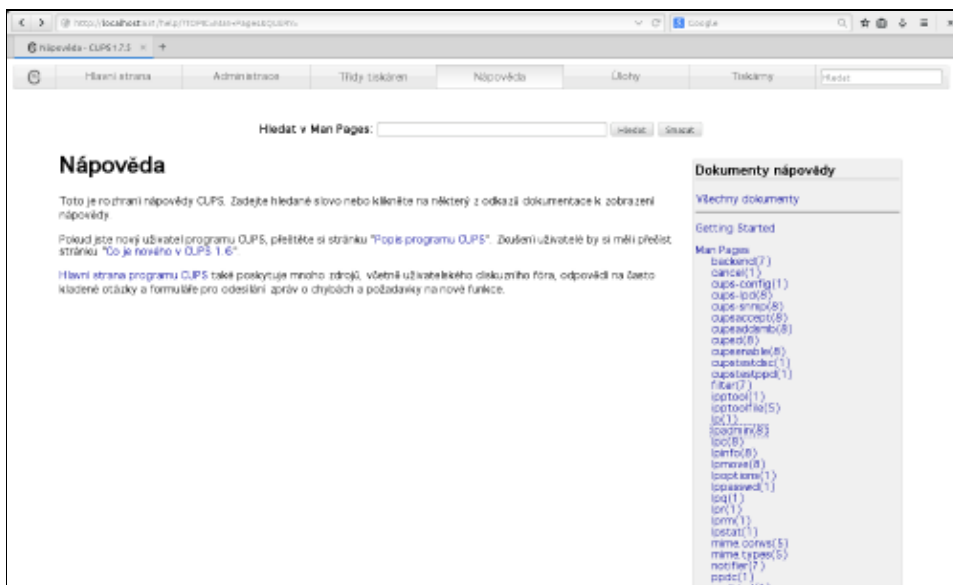 Google
Nápověda - CUPS 1.7.5
Hlavní strana
Administrace
Třídy tiskáren
Nápověda
Úlohy
Tiskárny
Hledat
Hledat v Man Pages:
Hledat
Smazat
Nápověda
Toto je rozhraní nápovědy CUPS. Zadejte hledané slovo nebo klikněte na některý z odkazů dokumentace k zobrazení
nápovědy.
Pokud jste nový uživatel programu CUPS, přečtěte si stránku "Popis programu CUPS". Zkušení uživatelé by si měli přečíst
stránku "Co je nového v CUPS 1.6".
Hlavní strana programu CUPS také poskytuje mnoho zdrojů, včetně uživatelského diskuzního fóra, odpovědí na často
kladené otázky a formuláře pro odesílání zpráv o chybách a požadavky na nové funkce.
Dokumenty nápovědy
Všechny dokumenty
Getting Started
Man Pages
backend(7)
cancel(1)
cups-config(1)
cups-lpd(8)
cups-snmp(8)
cupsaccept(8)
cupsaddsmb(8)
cupsd(8)
cupsenable(8)
cupstestdsc(1)
cupstestppd(1)
filter(7)
ipptool(1)
ipptoolfile(5)
lp(1)
lpadmin(8)
lpc(8)
lpinfo(8)
lpmove(8)
lpoptions(1)
lppasswd(1)
lpq(1)
lpr(1)
lprm(1)
lpstat(1)
mime.convs(5)
mime.types(5)
notifier(7)
ppdc(1)